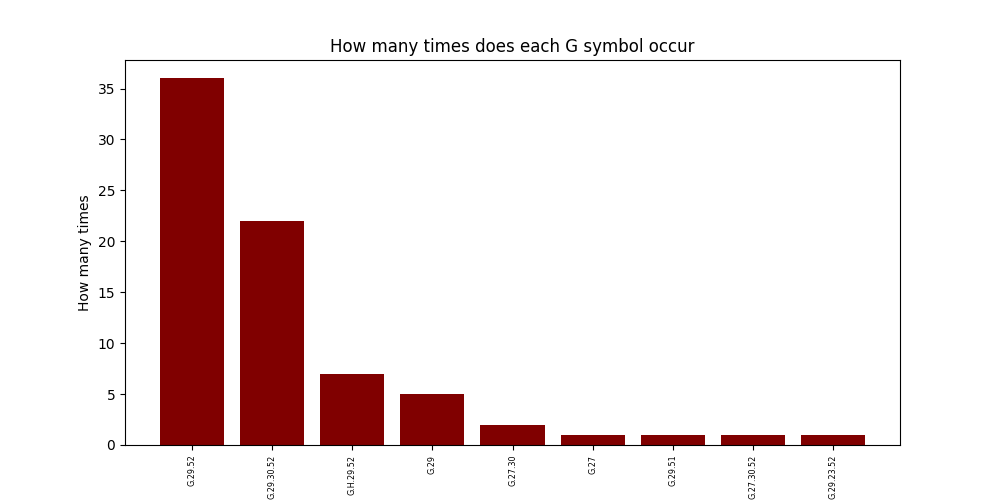 How many times does each G symbol occur
How many times
35
30
25
20
15
10
5
0
G.29.52
G.29.30.52
G.H.29.52
G.29
G.27.30
G.27
G.29.51
G.27.30.52
G.29.23.52